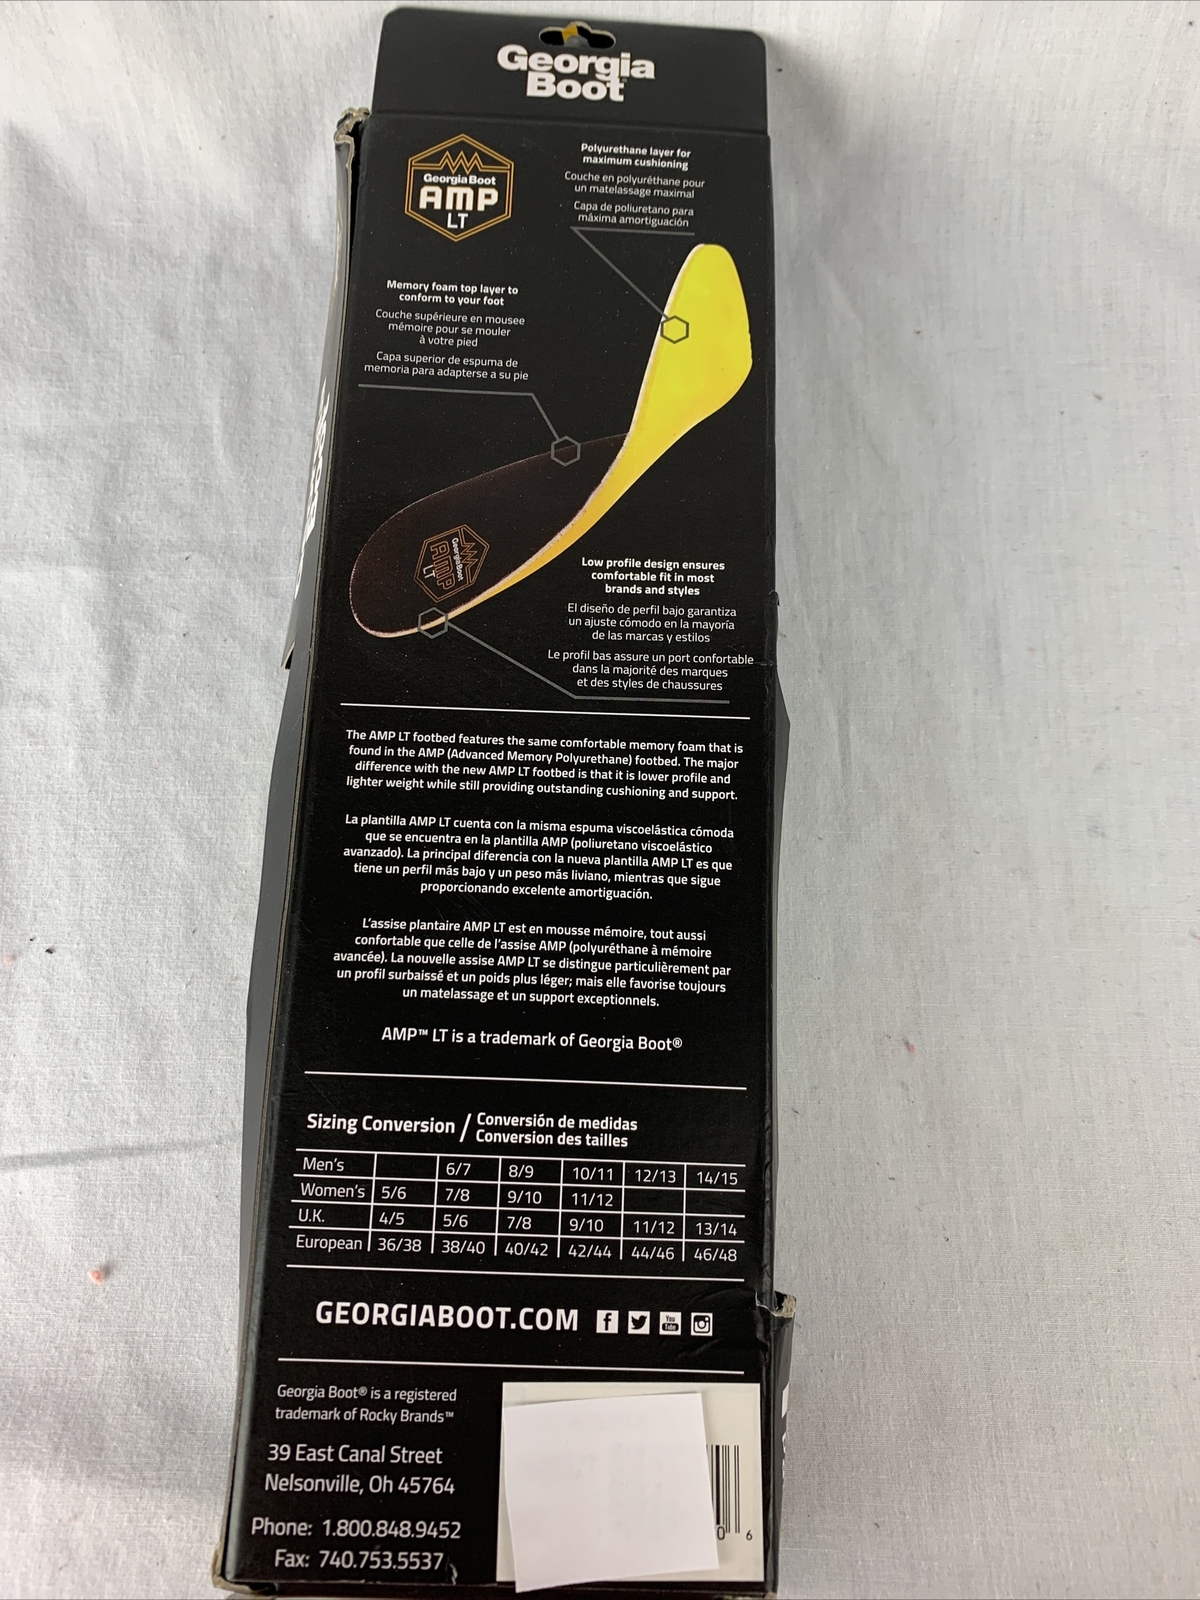 Georgia
Boot
Georgia Boot
AMP
LT
Polyurethane layer for
maximum cushioning
Couche en polyuréthane pour
un matelassage maximal
Capa de poliuretano para
máxima amortiguación
Memory foam top layer to
conform to your foot
Couche supérieure en mousee
mémoire pour se mouler
à votre pied
Capa superior de espuma de
memoria para adapterse a su pie
Georgia Boot
AMP
LT
Low profile design ensures
comfortable fit in most
brands and styles
El diseño de perfil bajo garantiza
un ajuste cómodo en la mayoría
de las marcas y estilos
Le profil bas assure un port confortable
dans la majorité des marques
et des styles de chaussures
The AMP LT footbed features the same comfortable memory foam that is
found in the AMP (Advanced Memory Polyurethane) footbed. The major
difference with the new AMP LT footbed is that it is lower profile and
lighter weight while still providing outstanding cushioning and support.
La plantilla AMP LT cuenta con la misma espuma viscoelástica cómoda
que se encuentra en la plantilla AMP (poliuretano viscoelástico
avanzado). La principal diferencia con la nueva plantilla AMP LT es que
tiene un perfil más bajo y un peso más liviano, mientras que sigue
proporcionando excelente amortiguación.
L'assise plantaire AMP LT est en mousse mémoire, tout aussi
confortable que celle de l'assise AMP (polyuréthane à mémoire
avancée). La nouvelle assise AMP LT se distingue particulièrement par
un profil surbaissé et un poids plus léger; mais elle favorise toujours
un matelassage et un support exceptionnels.
AMP™ LT is a trademark of Georgia Boot®
Sizing Conversion / Conversión de medidas
Conversion des tailles
Men's 6/7 8/9 10/11 12/13 14/15
Women's 5/6 7/8 9/10 11/12
U.K. 4/5 5/6 7/8 9/10 11/12 13/14
European 36/38 38/40 40/42 42/44 44/46 46/48
GEORGIABOOT.COM
You
Tube
Georgia Boot® is a registered
trademark of Rocky Brands™
39 East Canal Street
Nelsonville, Oh 45764
Phone: 1.800.848.9452
Fax: 740.753.5537
0 6